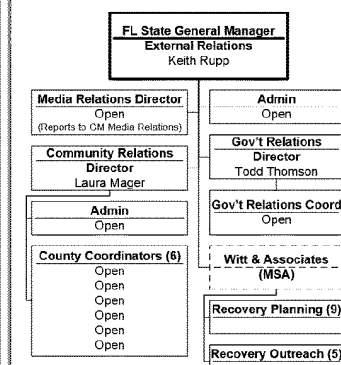 FL State General Manager
External Relations
Keith Rupp
Media Relations Director
Open
(Reports to CM Media Relations)
Admin
Open
Community Relations
Director
Laura Mager
Gov't Relations
Director
Todd Thomson
Admin
Open
Gov't Relations Coord
Open
County Coordinators (6)
Open
Open
Open
Open
Open
Open
Witt & Associates
(MSA)
Recovery Planning (9)
Recovery Outreach (5)